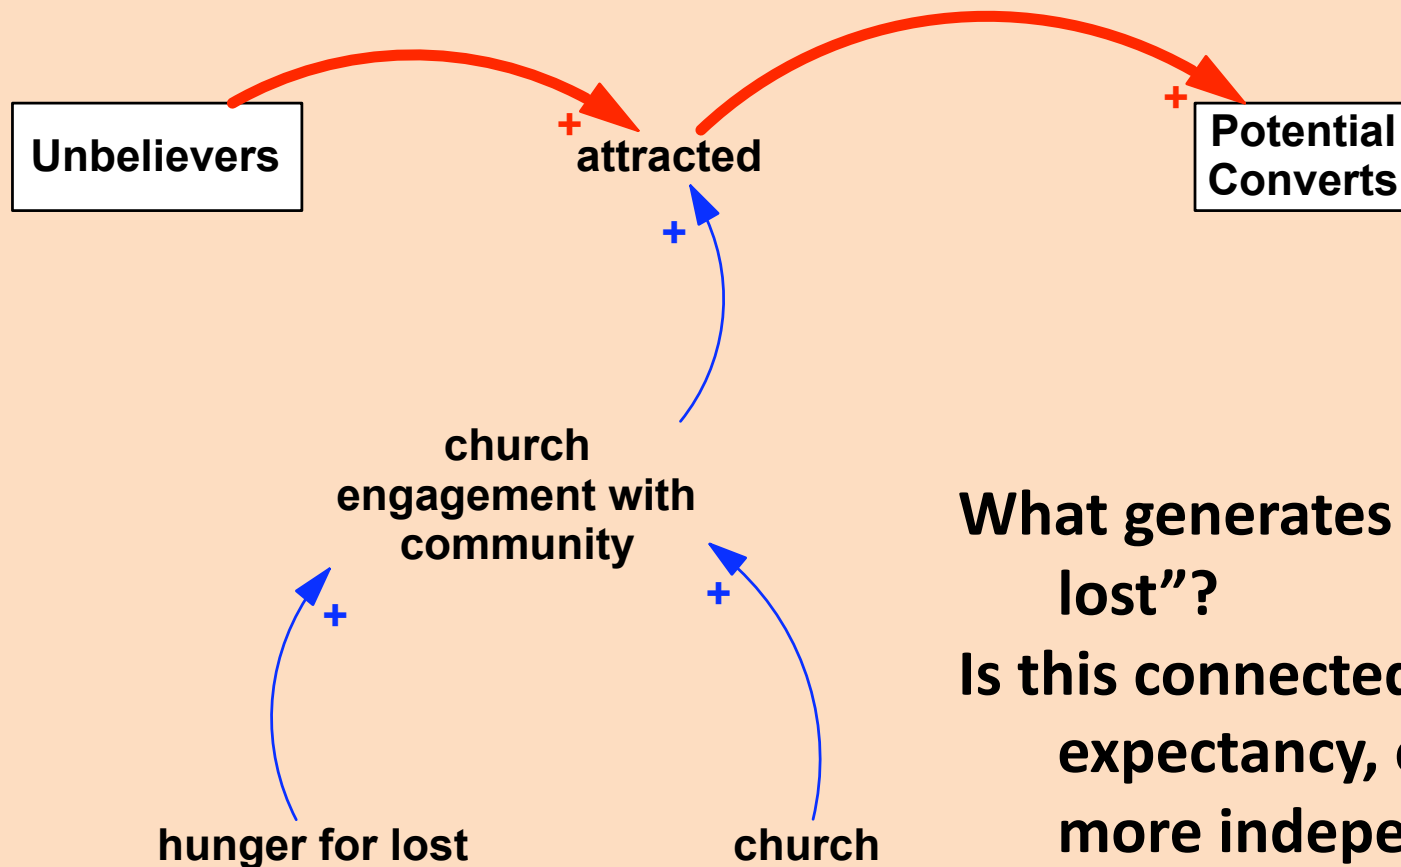 +
+
Unbelievers
attracted
Potential
Converts
+
church
engagement with
community
+
+
hunger for lost
church
What generates
lost”?
Is this connected
expectancy,
more